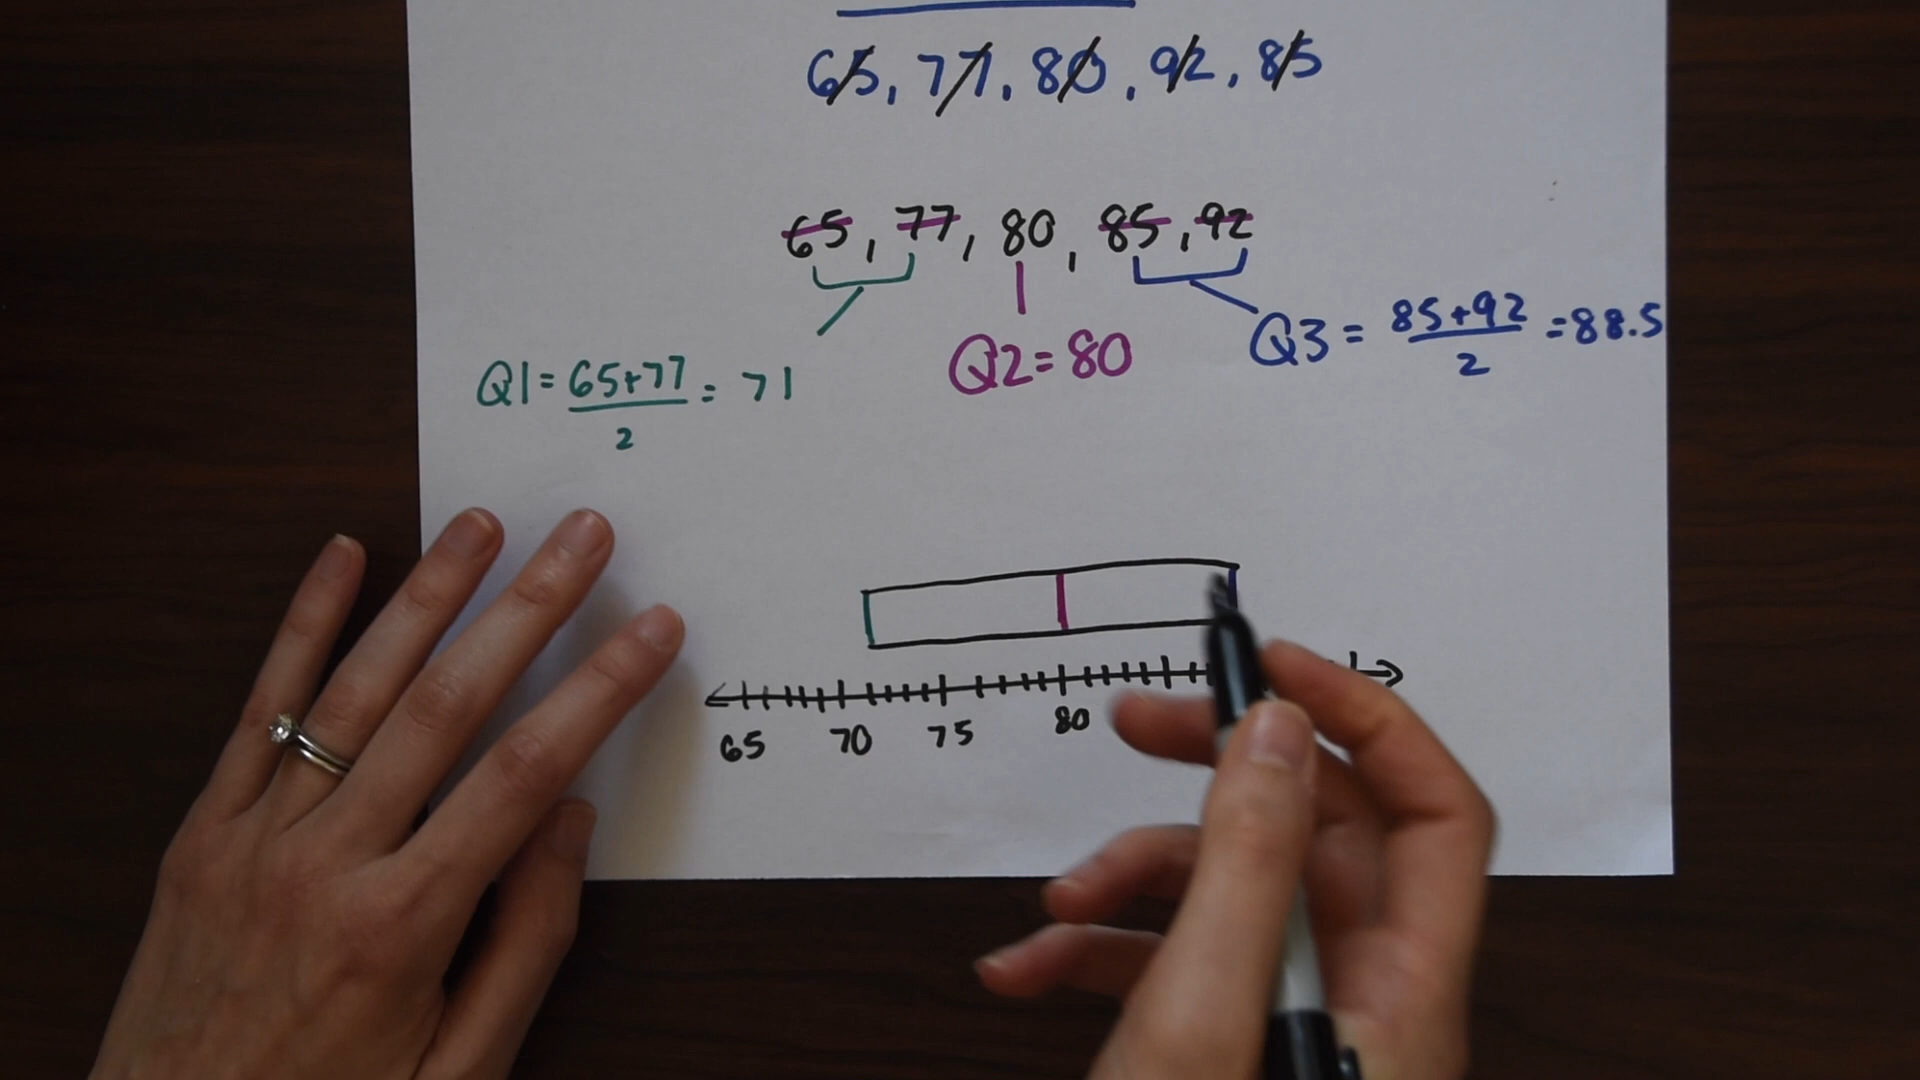 65, 77, 80, 92, 85
65, 77, 80, 85, 92
Q1 = 65+77/2 = 71
Q2 = 80
Q3 = 85+92/2 = 88.5
65 70 75 80